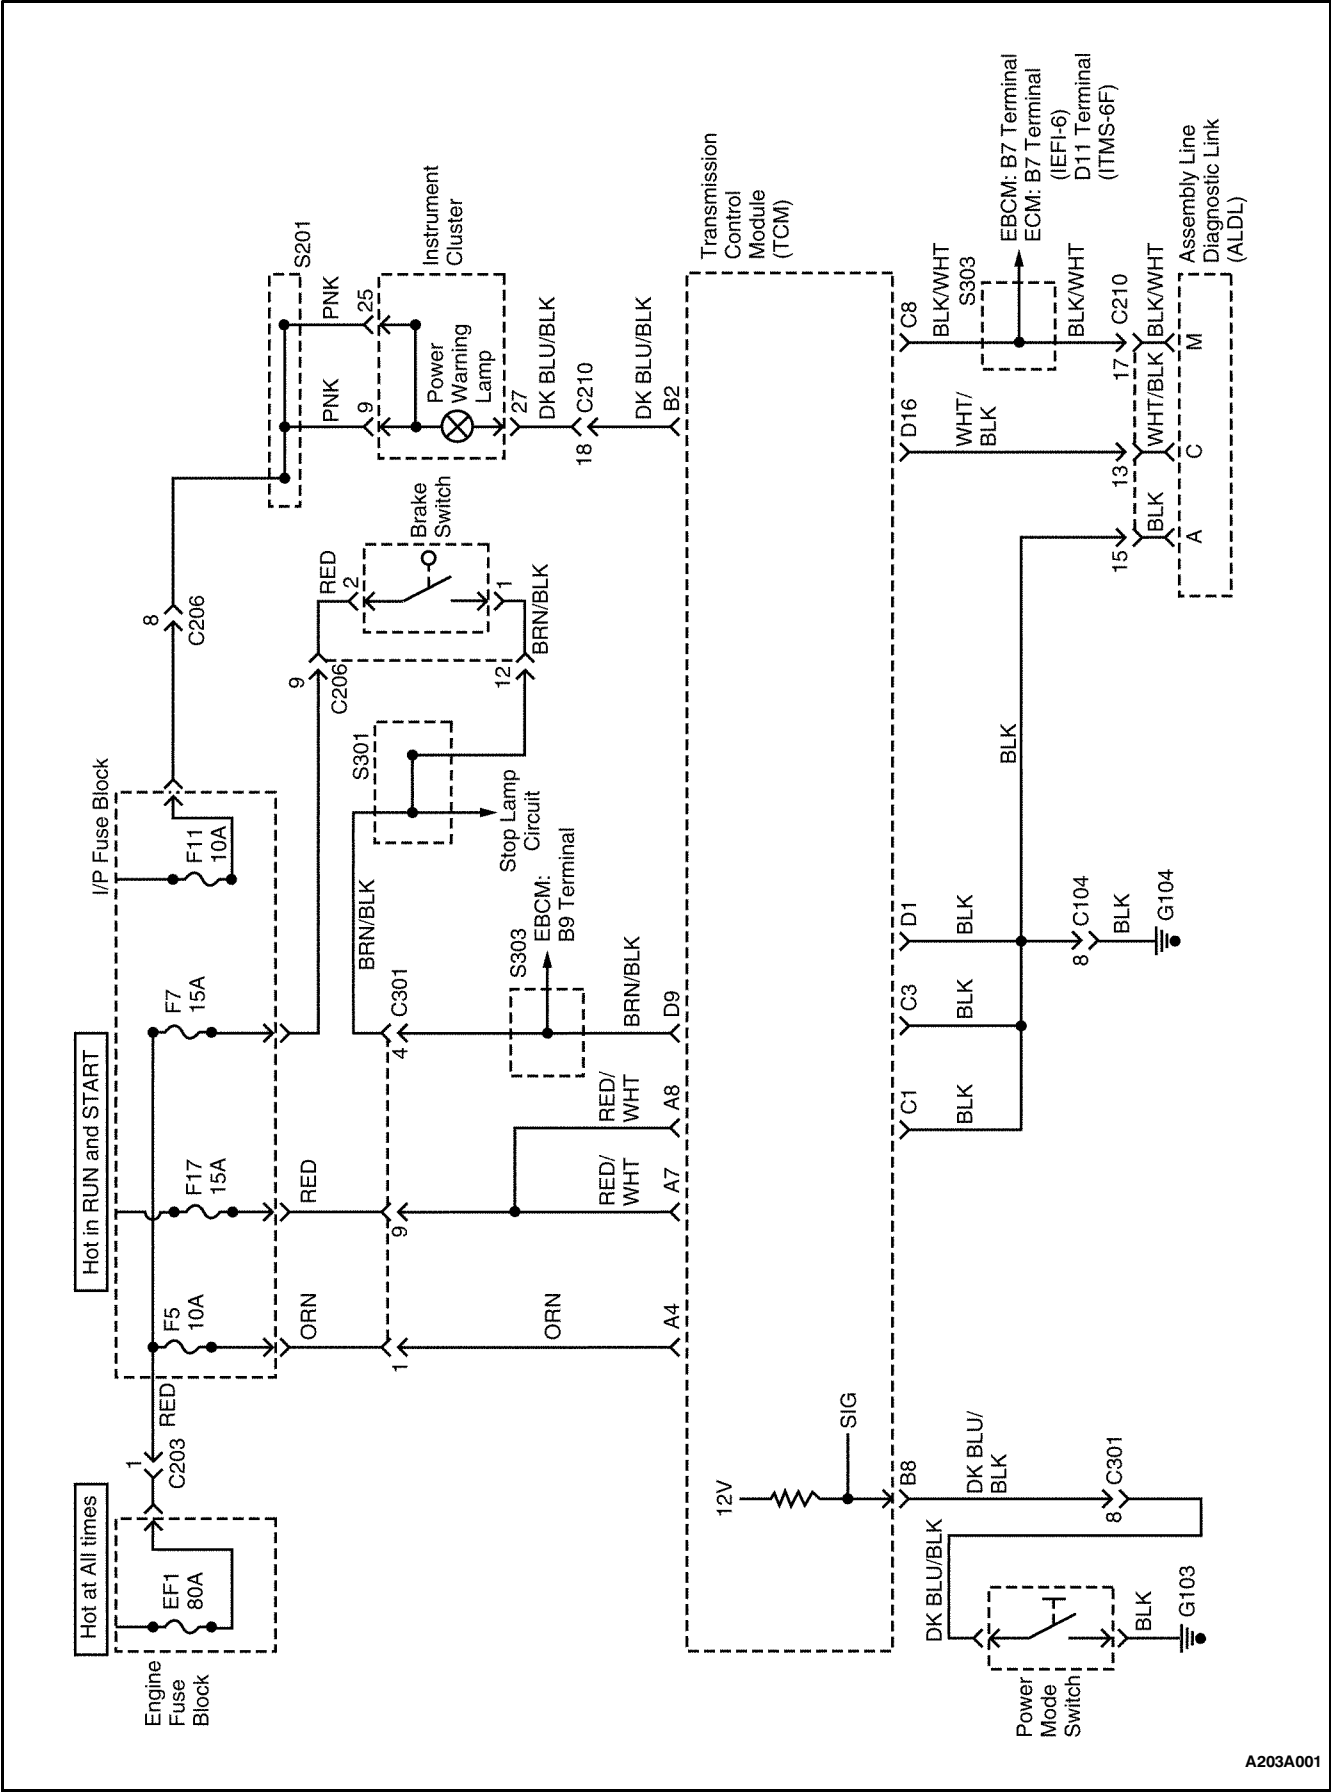 Hot at All times
Engine
Fuse
Block
EF1
80A
1
C203
RED
Hot in RUN and START
I/P Fuse Block
F5
10A
F17
15A
F7
15A
F11
10A
8
C206
S201
PNK
PNK
9
25
Instrument
Cluster
Power
Warning
Lamp
27
DK BLU/BLK
18
C210
DK BLU/BLK
B2
ORN
RED
9
C206
RED
2
Brake
Switch
1
12
BRN/BLK
S301
Stop Lamp
Circuit
BRN/BLK
1
9
4
C301
S303
EBCM:
B9 Terminal
ORN
RED/
WHT
RED/
WHT
BRN/BLK
A4
A7
A8
D9
Transmission
Control
Module
(TCM)
12V
SIG
B8
C1
C3
D1
D16
C8
DK BLU/
BLK
8
C301
DK BLU/BLK
Power
Mode
Switch
BLK
G103
BLK
BLK
BLK
8
C104
BLK
G104
BLK
WHT/
BLK
BLK/WHT
S303
EBCM: B7 Terminal
ECM: B7 Terminal
(IEFI-6)
D11 Terminal
(ITMS-6F)
BLK/WHT
15
13
17
C210
BLK
WHT/BLK
BLK/WHT
A
C
M
Assembly Line
Diagnostic Link
(ALDL)
A203A001